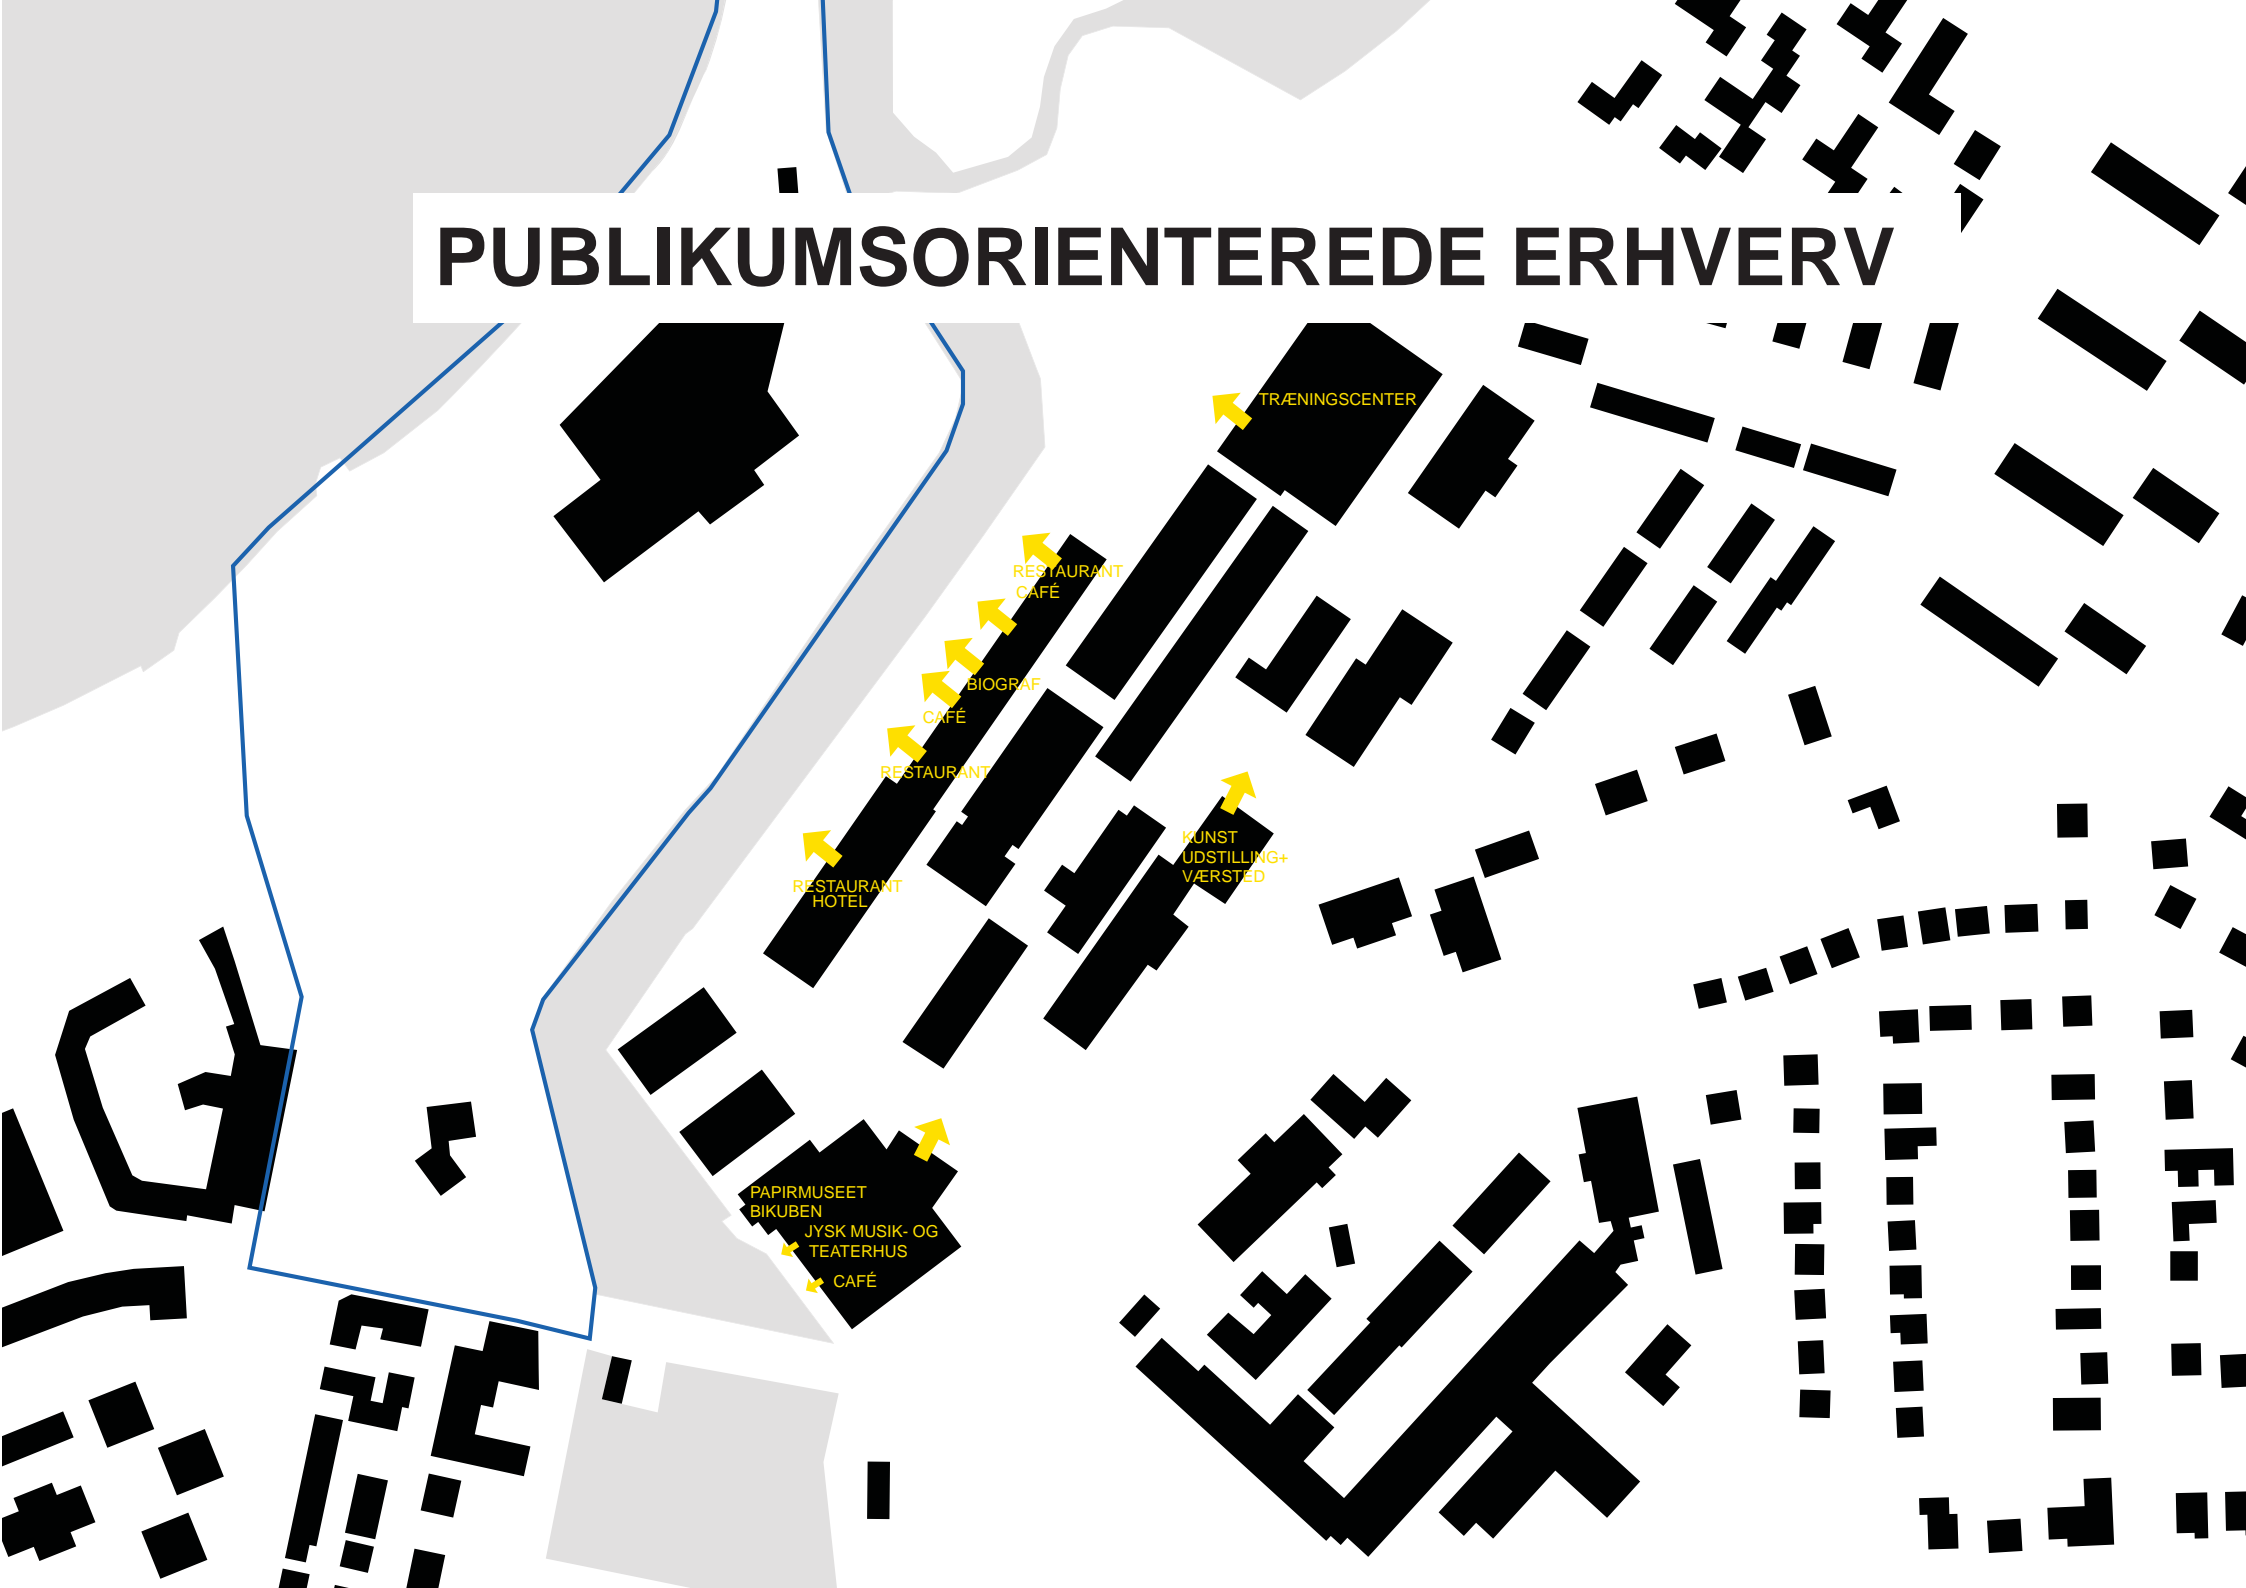 PUBLIKUMSORIENTEREDE ERHVERV
TRÆNINGSCENTER
RESTAURANT
CAFÉ
BIOGRAF
CAFÉ
RESTAURANT
KUNST
UDSTILLING+
VÆRSTED
RESTAURANT
HOTEL
PAPIRMUSEET
BIKUBEN
JYSK MUSIK- OG
TEATERHUS
CAFÉ